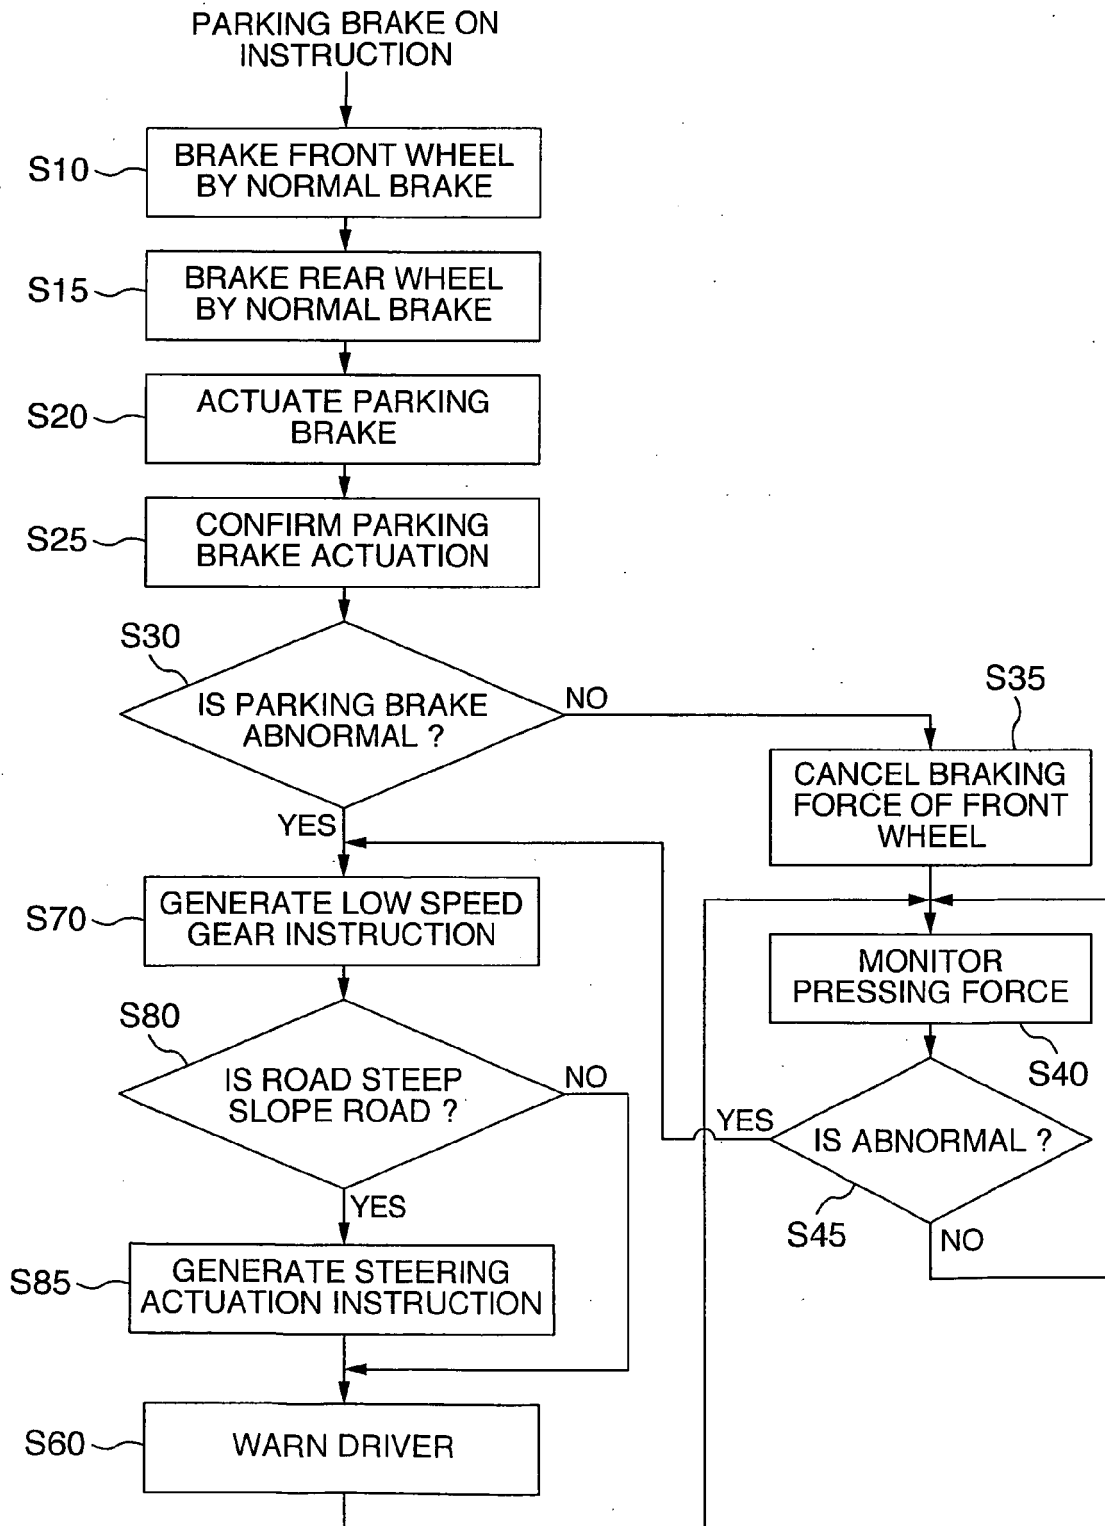 PARKING BRAKE ON
INSTRUCTION
S10
BRAKE FRONT WHEEL
BY NORMAL BRAKE
S15
BRAKE REAR WHEEL
BY NORMAL BRAKE
S20
ACTUATE PARKING
BRAKE
S25
CONFIRM PARKING
BRAKE ACTUATION
S30
IS PARKING BRAKE
ABNORMAL ?
NO
YES
S35
CANCEL BRAKING
FORCE OF FRONT
WHEEL
S70
GENERATE LOW SPEED
GEAR INSTRUCTION
MONITOR
PRESSING FORCE
S40
S80
IS ROAD STEEP
SLOPE ROAD ?
NO
YES
YES
IS ABNORMAL ?
S45
NO
S85
GENERATE STEERING
ACTUATION INSTRUCTION
S60
WARN DRIVER